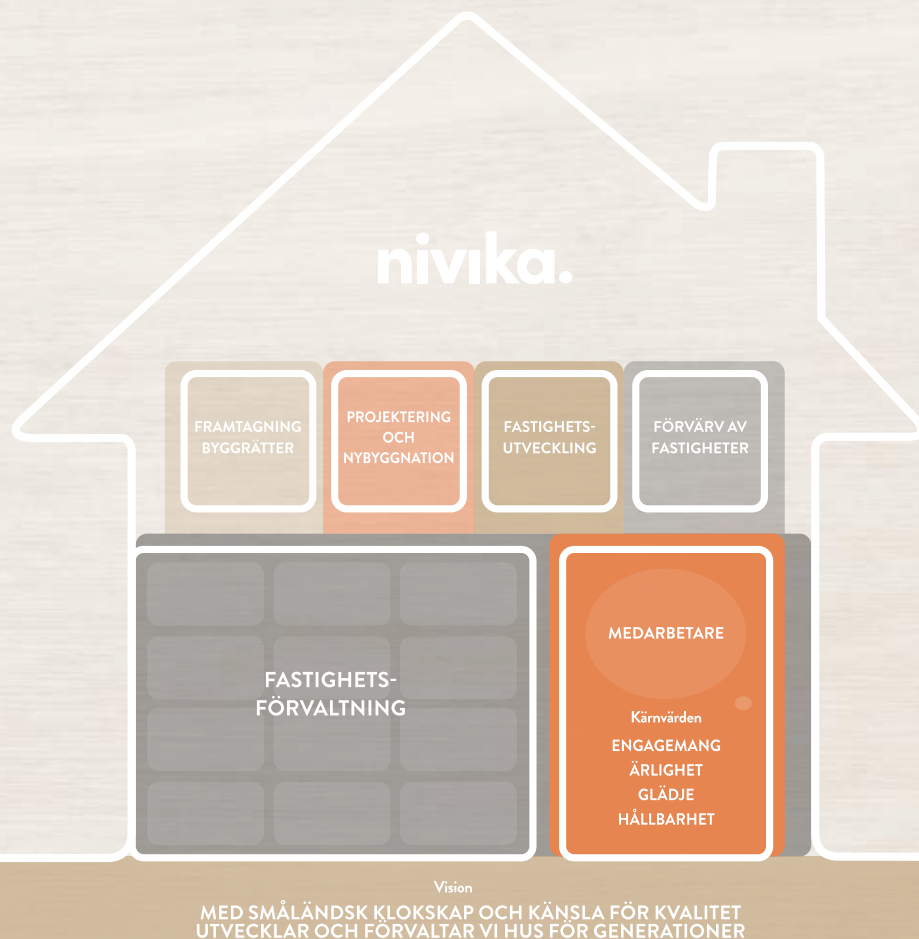 nivika.
FRAMTAGNING
BYGGRÄTTER
PROJEKTERING
OCH
NYBYGGNATION
FASTIGHETS-
UTVECKLING
FÖRVÄRV AV
FASTIGHETER
FASTIGHETS-
FÖRVALTNING
MEDARBETARE
Kärnvärden
ENGAGEMANG
ÄRLIGHET
GLÄDJE
HÅLLBARHET
Vision
MED SMÅLÄNDSK KLOKSKAP OCH KÄNSLA FÖR KVALITET
UTVECKLAR OCH FÖRVALTAR VI HUS FÖR GENERATIONER